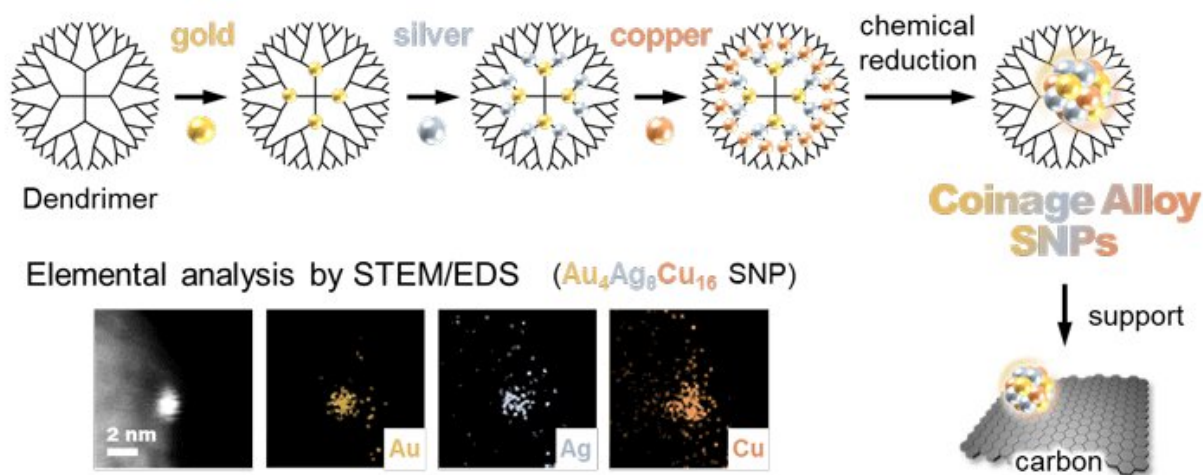 gold
silver
copper
chemical
reduction
Dendrimer
Coinage Alloy
SNPs
Elemental analysis by STEM/EDS (Au₄Ag₈Cu₁₆ SNP)
support
2 nm
Au
Ag
Cu
carbon